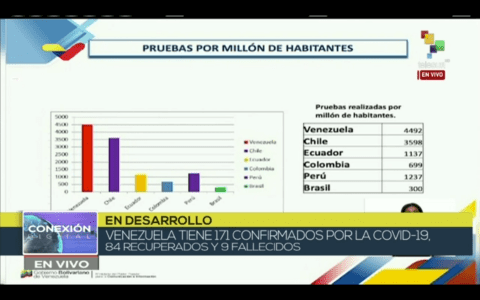 PRUEBAS POR MILLÓN DE HABITANTES
EN VIVO
5000
4500
4000
3500
3000
2500
2000
1500
1000
500
0
Venezuela
Chile
Ecuador
Colombia
Perú
Brasil
Venezuela
Chile
Ecuador
Colombia
Perú
Brasil
Pruebas realizadas por
millón de habitantes.
Venezuela 4492
Chile 3598
Ecuador 1137
Colombia 699
Perú 1237
Brasil 300
CONEXIÓN
DIGITAL
EN VIVO
EN DESARROLLO
VENEZUELA TIENE 171 CONFIRMADOS POR LA COVID-19,
84 RECUPERADOS Y 9 FALLECIDOS
Gobierno Bolivariano
de Venezuela